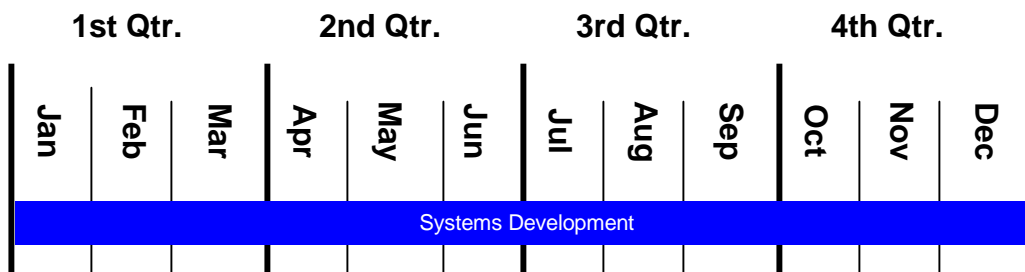 1st Qtr. 2nd Qtr. 3rd Qtr. 4th Qtr.
Jan Feb Mar Apr May Jun Jul Aug Sep Oct Nov Dec
Systems Development